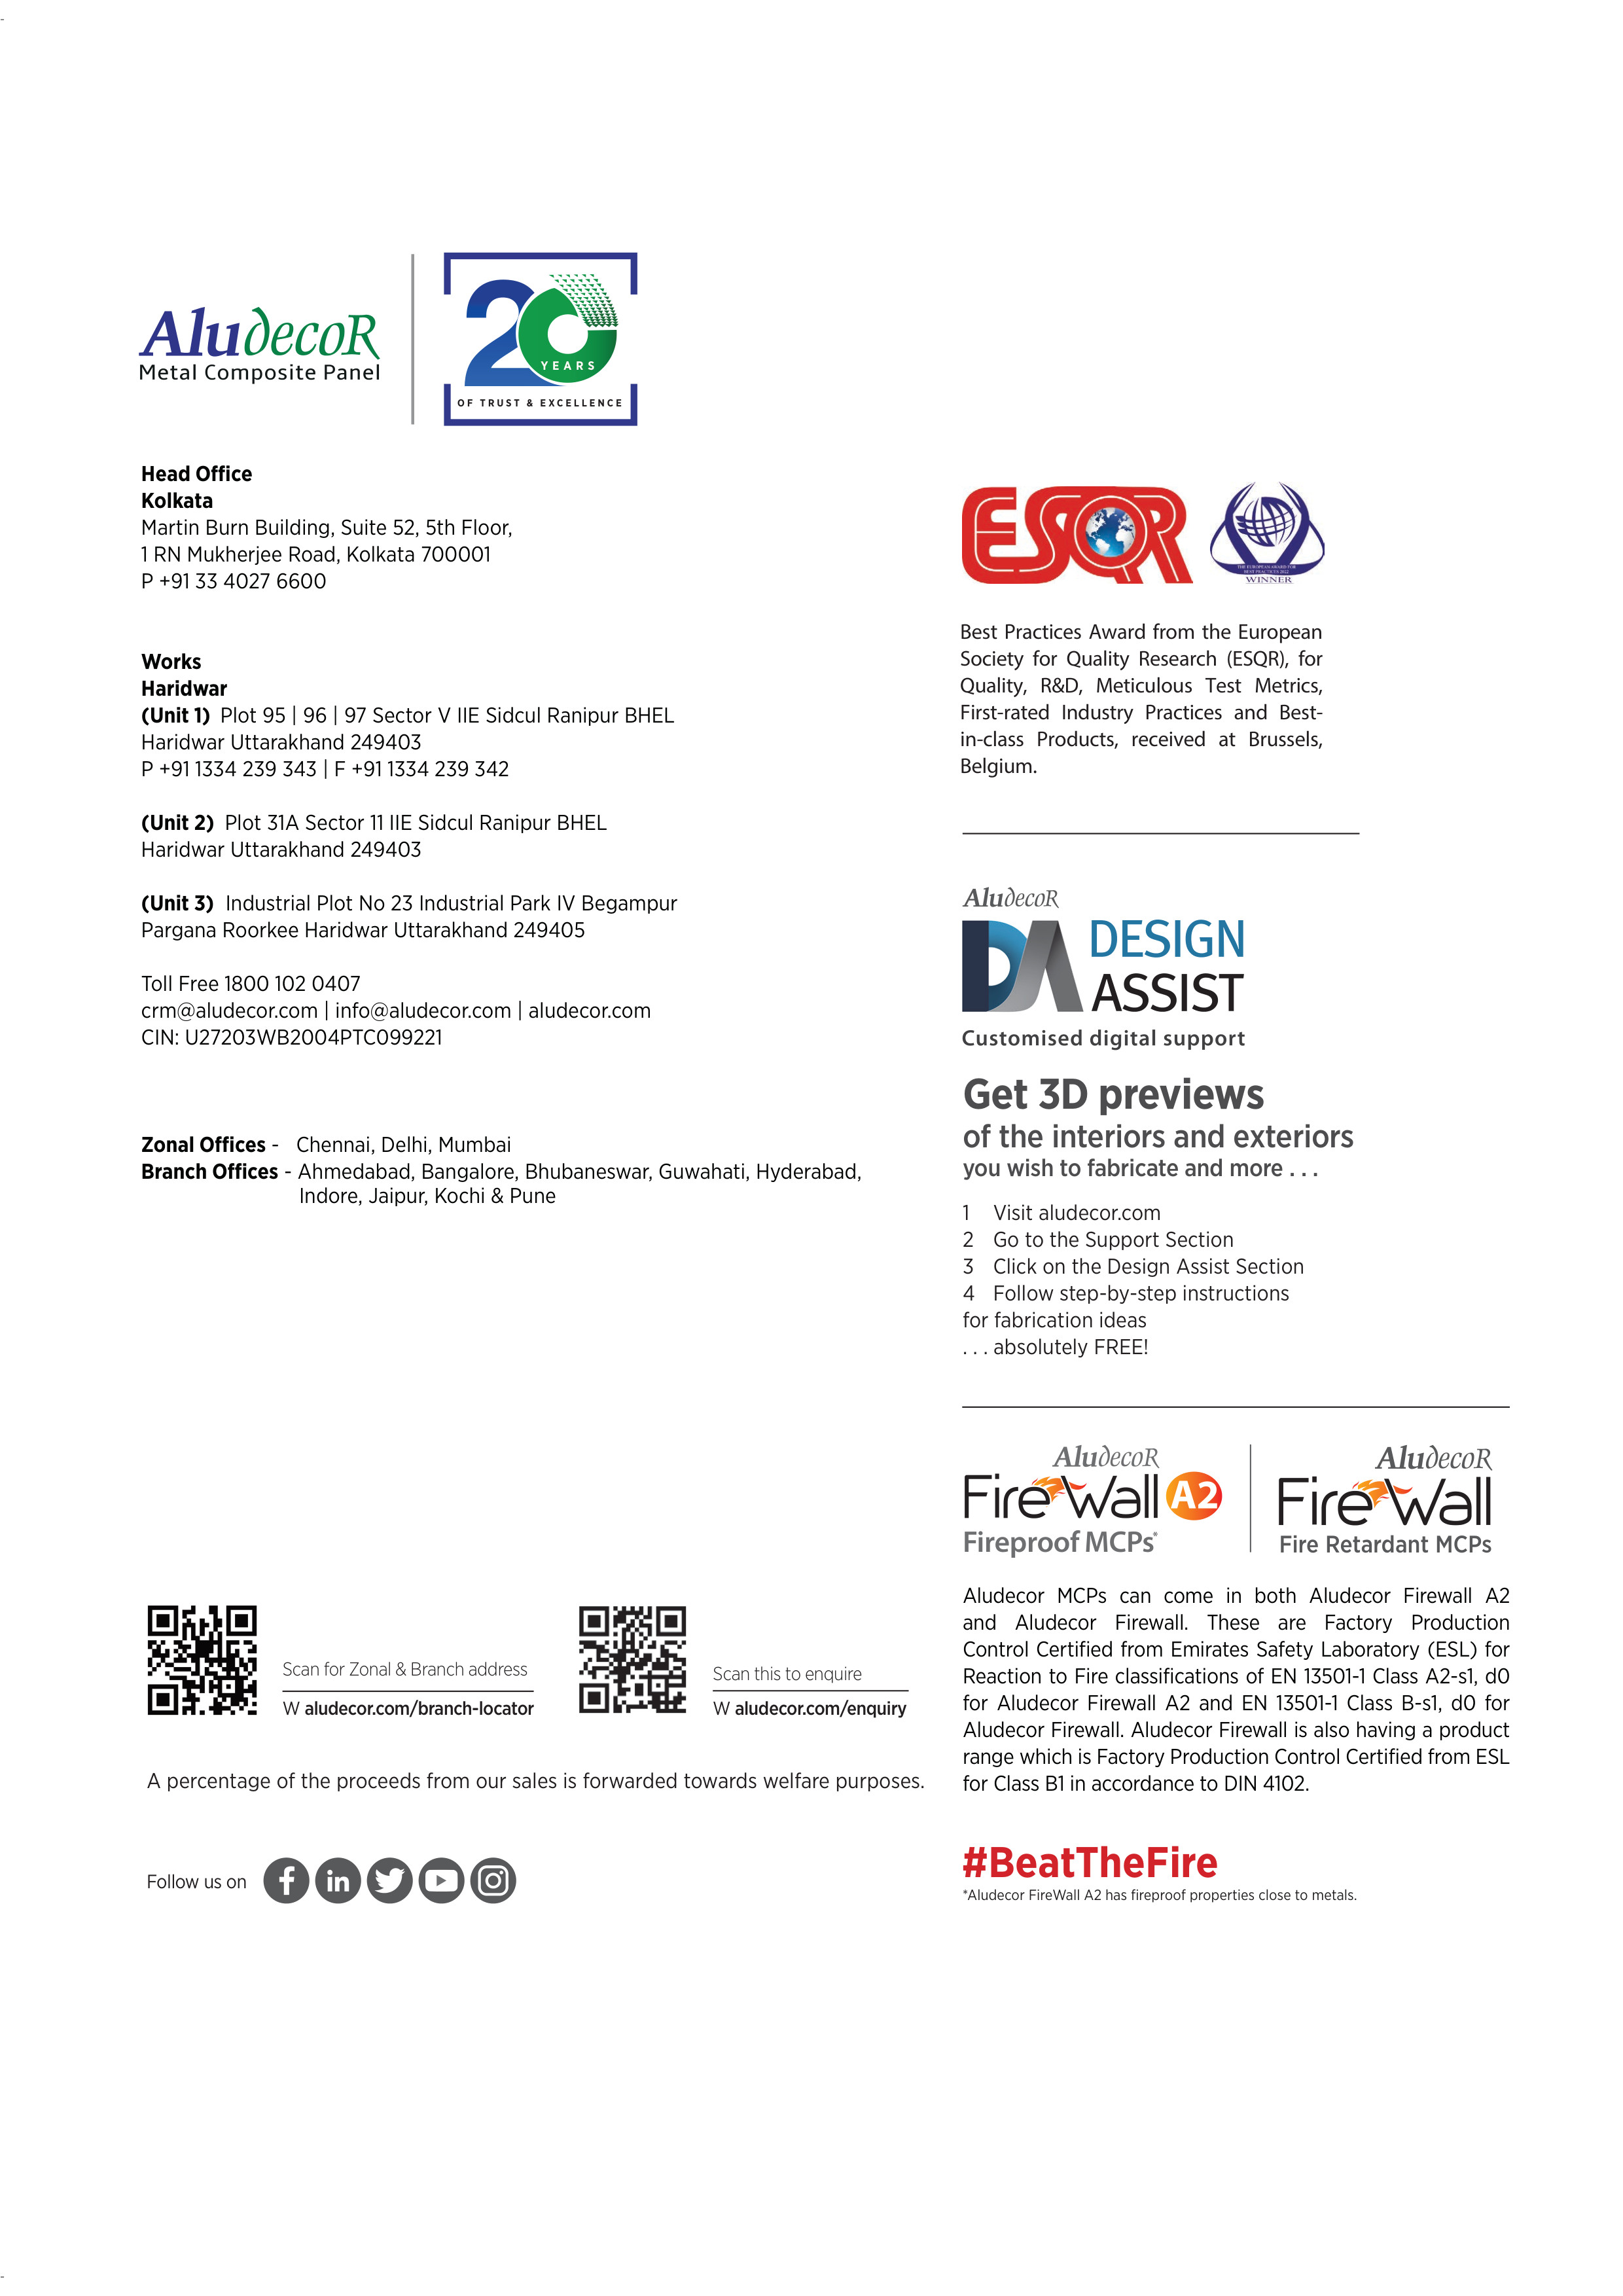 AludecoR
Metal Composite Panel
20
YEARS
OF TRUST & EXCELLENCE
Head Office
Kolkata
Martin Burn Building, Suite 52, 5th Floor,
1 RN Mukherjee Road, Kolkata 700001
P +91 33 4027 6600
Works
Haridwar
(Unit 1) Plot 95 | 96 | 97 Sector V IIE Sidcul Ranipur BHEL
Haridwar Uttarakhand 249403
P +91 1334 239 343 | F +91 1334 239 342
(Unit 2) Plot 31A Sector 11 IIE Sidcul Ranipur BHEL
Haridwar Uttarakhand 249403
(Unit 3) Industrial Plot No 23 Industrial Park IV Begampur
Pargana Roorkee Haridwar Uttarakhand 249405
Toll Free 1800 102 0407
crm@aludecor.com | info@aludecor.com | aludecor.com
CIN: U27203WB2004PTC099221
Zonal Offices - Chennai, Delhi, Mumbai
Branch Offices - Ahmedabad, Bangalore, Bhubaneswar, Guwahati, Hyderabad,
Indore, Jaipur, Kochi & Pune
Scan for Zonal & Branch address
W aludecor.com/branch-locator
Scan this to enquire
W aludecor.com/enquiry
A percentage of the proceeds from our sales is forwarded towards welfare purposes.
Follow us on
ESQR
THE EUROPEAN AWARD FOR
BEST PRACTICES 2022
WINNER
Best Practices Award from the European
Society for Quality Research (ESQR), for
Quality, R&D, Meticulous Test Metrics,
First-rated Industry Practices and Best-
in-class Products, received at Brussels,
Belgium.
AludecoR
DA DESIGN
ASSIST
Customised digital support
Get 3D previews
of the interiors and exteriors
you wish to fabricate and more . . .
1 Visit aludecor.com
2 Go to the Support Section
3 Click on the Design Assist Section
4 Follow step-by-step instructions
for fabrication ideas
. . . absolutely FREE!
AludecoR
FireWall A2
Fireproof MCPs*
AludecoR
FireWall
Fire Retardant MCPs
Aludecor MCPs can come in both Aludecor Firewall A2
and Aludecor Firewall. These are Factory Production
Control Certified from Emirates Safety Laboratory (ESL) for
Reaction to Fire classifications of EN 13501-1 Class A2-s1, d0
for Aludecor Firewall A2 and EN 13501-1 Class B-s1, d0 for
Aludecor Firewall. Aludecor Firewall is also having a product
range which is Factory Production Control Certified from ESL
for Class B1 in accordance to DIN 4102.
#BeatTheFire
*Aludecor FireWall A2 has fireproof properties close to metals.